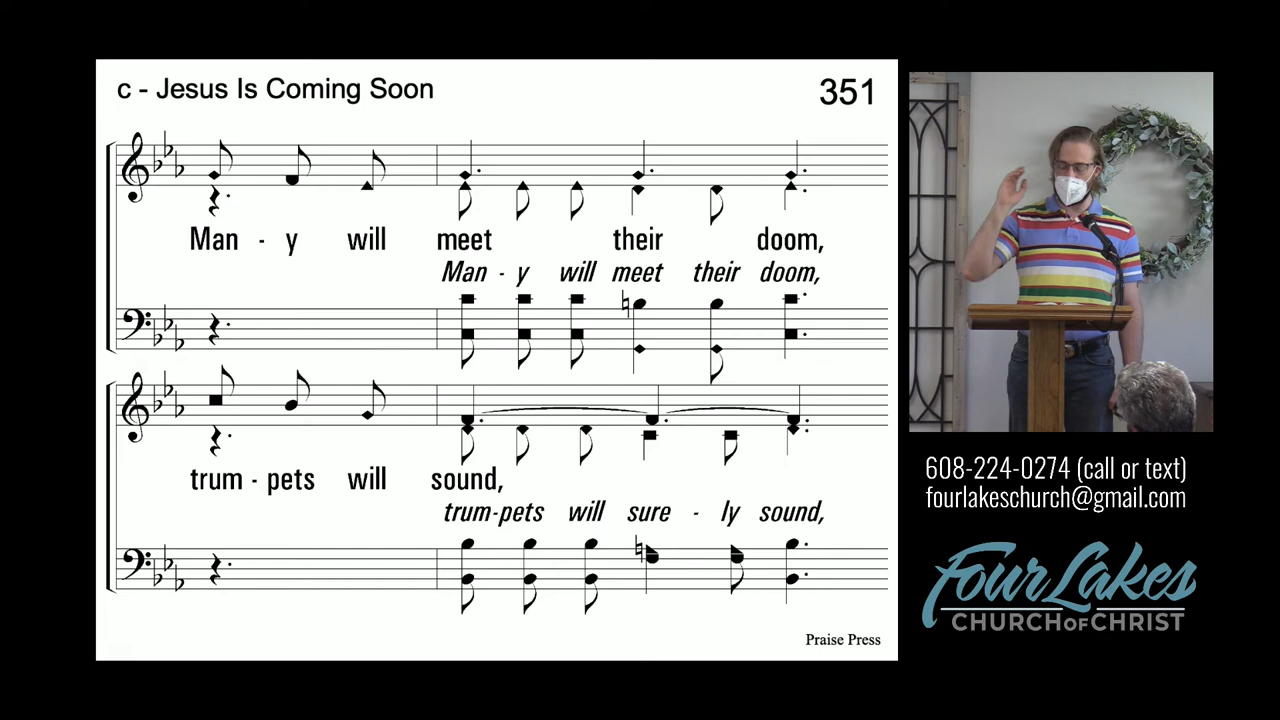 c - Jesus Is Coming Soon
351
Man - y will meet their doom,
Man - y will meet their doom,
trum - pets will sound,
trum-pets will sure - ly sound,
Praise Press
608-224-0274 (call or text)
fourlakeschurch@gmail.com
Four Lakes
CHURCH OF CHRIST